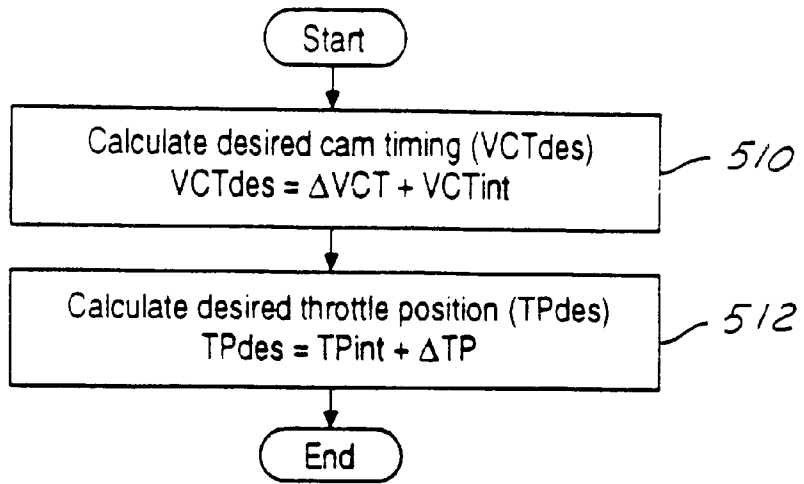 Start
Calculate desired cam timing (VCTdes)
VCTdes = ΔVCT + VCTint
510
Calculate desired throttle position (TPdes)
TPdes = TPint + ΔTP
512
End